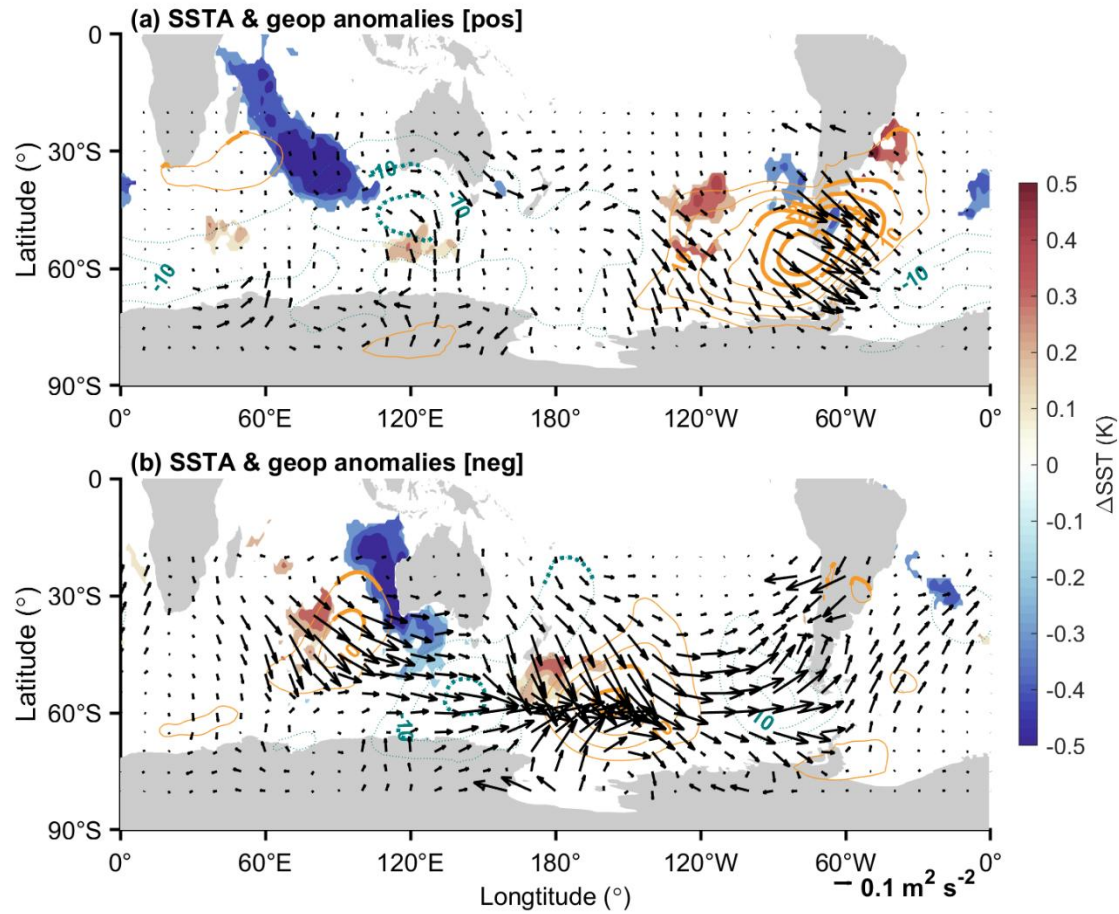 (a) SSTA & geop anomalies [pos]
0
30°S
60°S
90°S
Latitude (°)
-10
-10
-10
-10
10
10
0°
60°E
120°E
180°
120°W
60°W
0°
(b) SSTA & geop anomalies [neg]
0
30°S
60°S
90°S
Latitude (°)
0
10
0°
60°E
120°E
180°
120°W
60°W
0°
Longtitude (°)
0.1 m² s⁻²
0.5
0.4
0.3
0.2
0.1
0
-0.1
-0.2
-0.3
-0.4
-0.5
ΔSST (K)